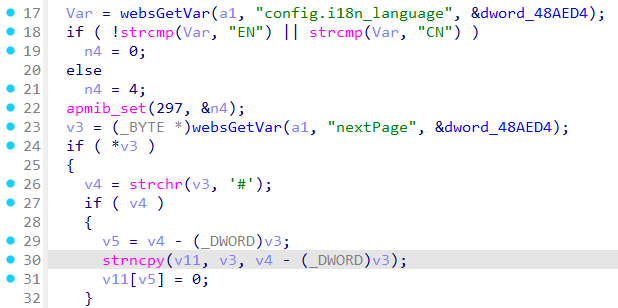 17 Var = websGetVar(a1, "config.i18n_language", &dword_48AED4);
18 if ( !strcmp(Var, "EN") || strcmp(Var, "CN") )
19 n4 = 0;
20 else
21 n4 = 4;
22 apmib_set(297, &n4);
23 v3 = (_BYTE *)websGetVar(a1, "nextPage", &dword_48AED4);
24 if ( *v3 )
25 {
26 v4 = strchr(v3, '#');
27 if ( v4 )
28 {
29 v5 = v4 - (_DWORD)v3;
30 strncpy(v11, v3, v4 - (_DWORD)v3);
31 v11[v5] = 0;
32 }